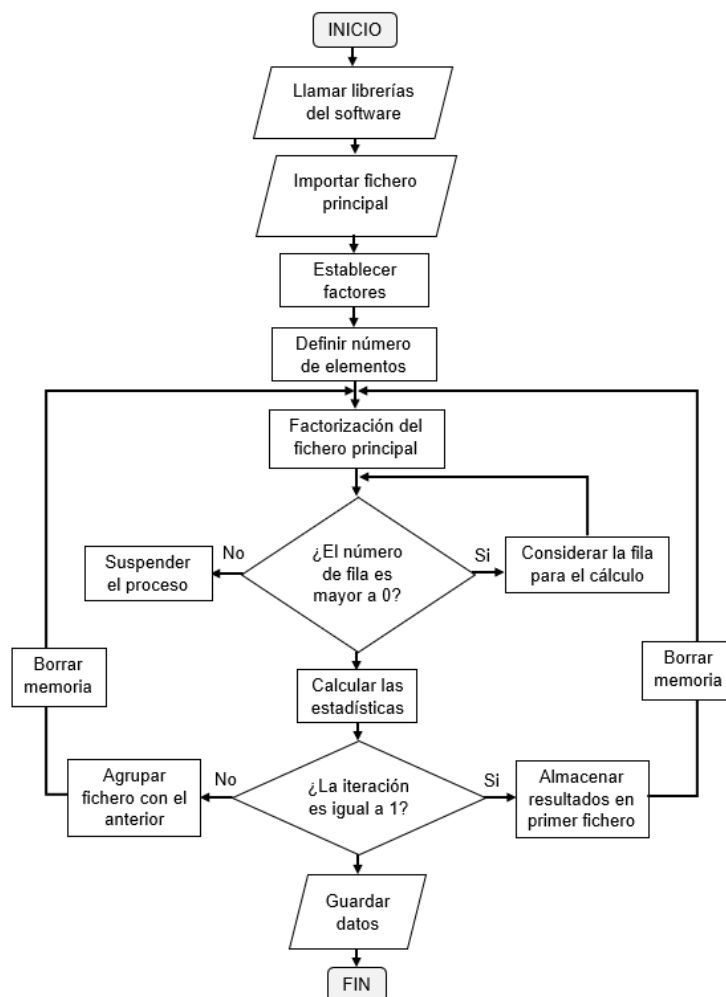 INICIO
Llamar librerías
del software
Importar fichero
principal
Establecer
factores
Definir número
de elementos
Factorización del
fichero principal
¿El número
de fila es
mayor a 0?
No
Suspender
el proceso
Si
Considerar la fila
para el cálculo
Borrar
memoria
Calcular las
estadísticas
Borrar
memoria
¿La iteración
es igual a 1?
No
Agrupar
fichero con el
anterior
Si
Almacenar
resultados en
primer fichero
Guardar
datos
FIN